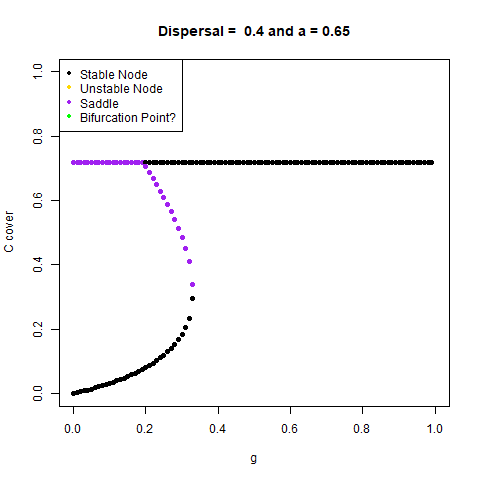 Dispersal =  0.4 and a = 0.65
Stable Node
Unstable Node
Saddle
Bifurcation Point?
C cover
1.0
0.8
0.6
0.4
0.2
0.0
0.0 0.2 0.4 0.6 0.8 1.0
g